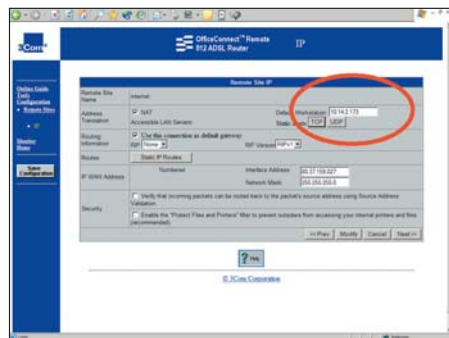 3Com
OfficeConnect™ Remote
812 ADSL Router
IP
Online Guide
Tools
Configuration
Remote Sites
IP
Monitor
Home
Save
Configuration
Remote Site IP
Remote Site
Name
internet
Address
Translation
NAT
Default Workstation:
10.14.2.173
Accessible LAN Servers:
Static Ports:
TCP
UDP
Routing
Information
Use this connection as default gateway
RIP
None
RIP Version
RIPv1
Routes
Static IP Routes
IP WAN Address
Numbered
Interface Address
Network Mask
255.255.255.0
Security
Verify that incoming packets can be routed back to the packet's source address using Source Address
Validation.
Enable the "Protect Files and Printers" filter to prevent outsiders from accessing your internal printers and files
(recommended).
<< Prev
Modify
Cancel
Next >>
Help
© 3Com Corporation